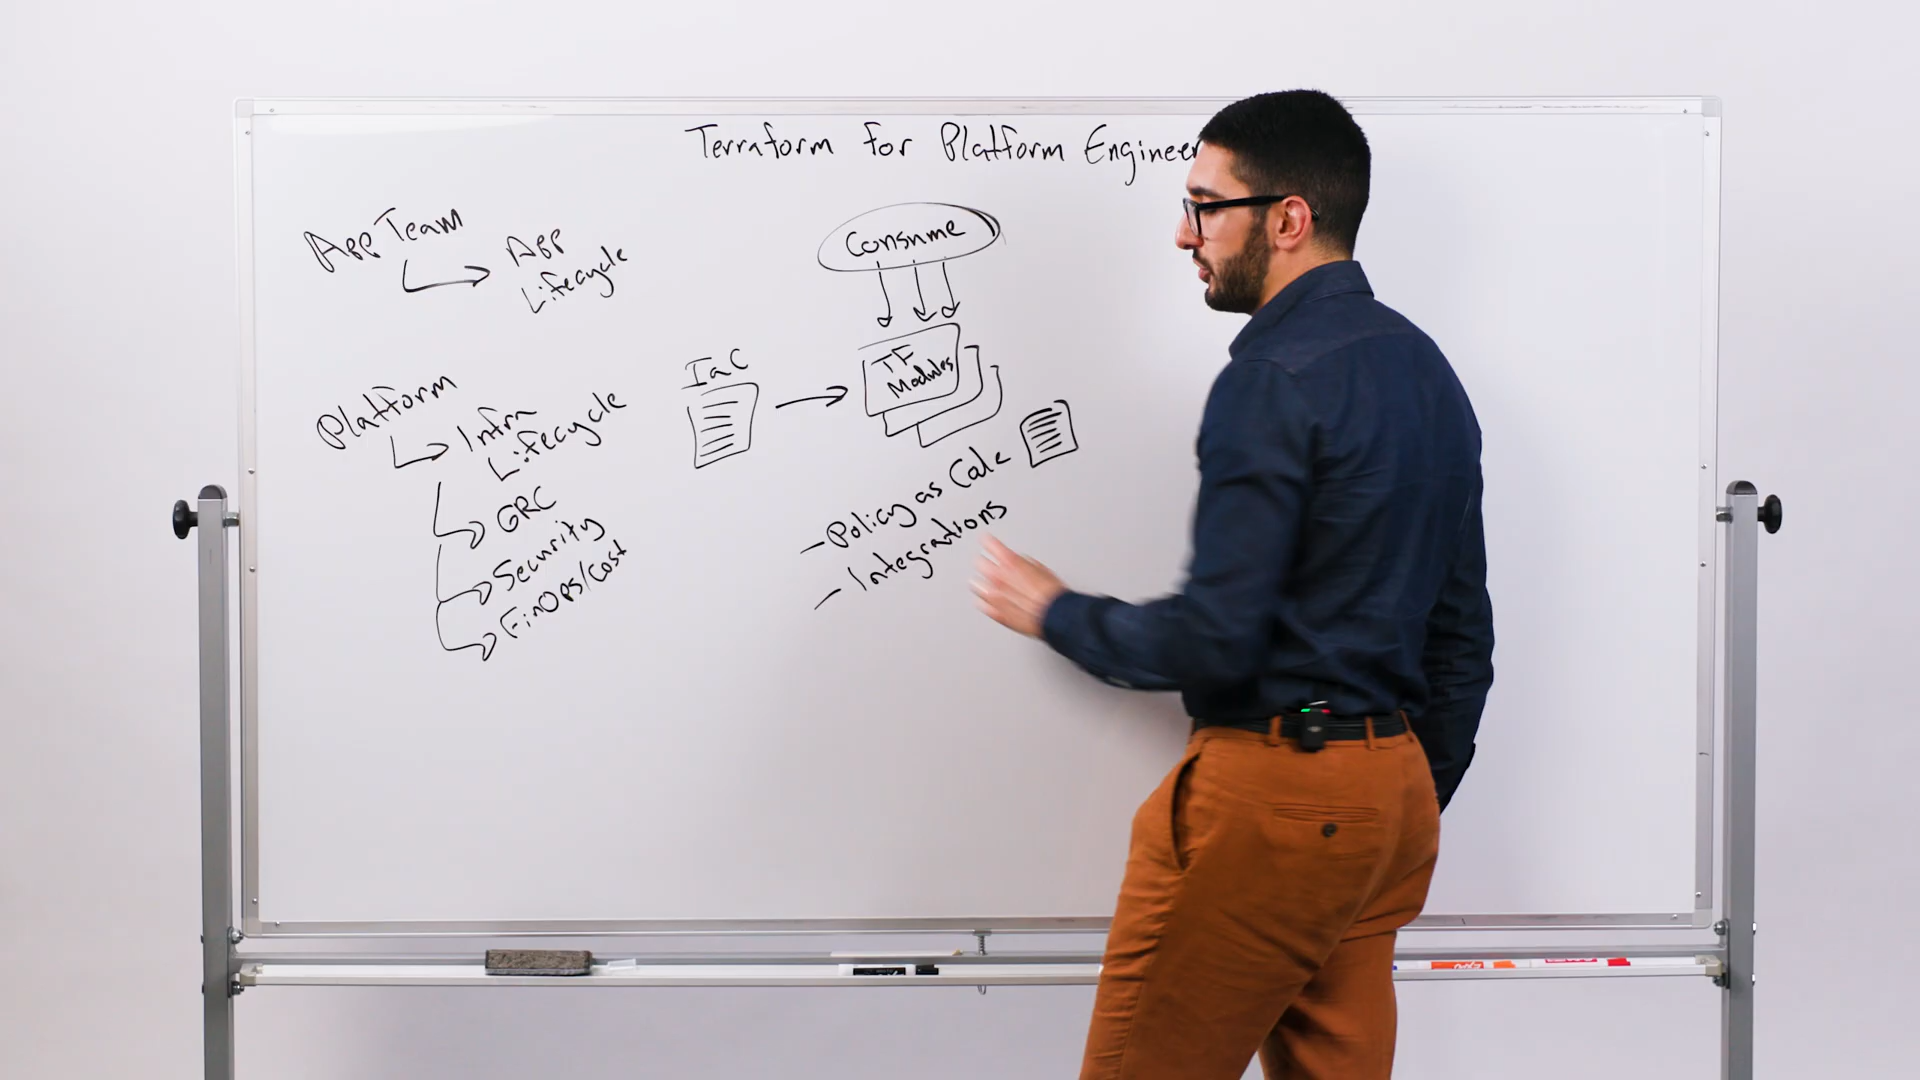 Terraform for Platform Engineer
App Team
App
Lifecycle
Platform
Infra
Lifecycle
GRC
Security
FinOps/Cost
IaC
Consume
TF
Modules
- Policy as Code
- Integrations